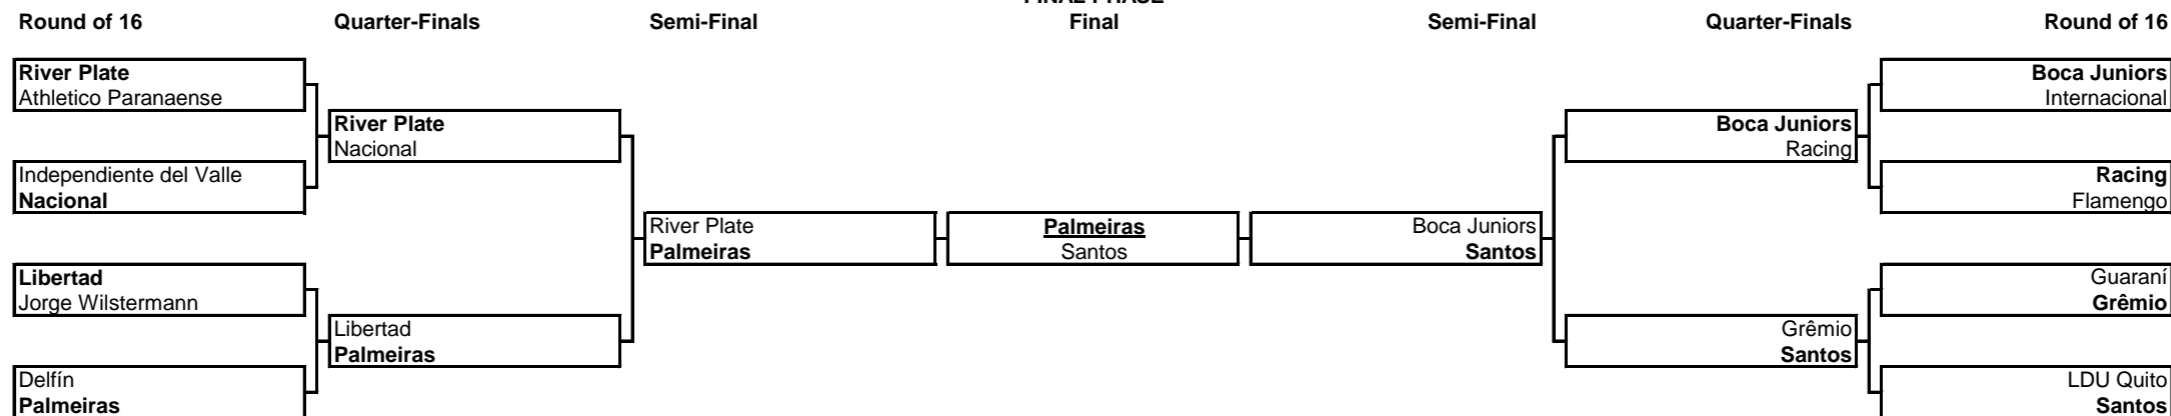 FINAL PHASE
Round of 16 Quarter-Finals Semi-Final Final Semi-Final Quarter-Finals Round of 16
River Plate
Athletico Paranaense
Independiente del Valle
Nacional
Libertad
Jorge Wilstermann
Delfín
Palmeiras
River Plate
Nacional
Libertad
Palmeiras
River Plate
Palmeiras
Palmeiras
Santos
Boca Juniors
Santos
Boca Juniors
Racing
Grêmio
Santos
Boca Juniors
Internacional
Racing
Flamengo
Guaraní
Grêmio
LDU Quito
Santos